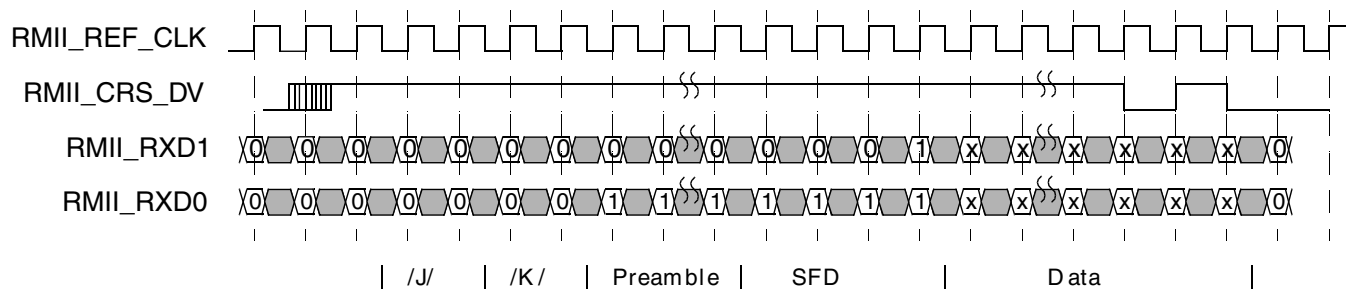 RMII_REF_CLK
RMII_CRS_DV
RMII_RXD1 0 0 0 0 0 0 0 0 0 0 0 0 0 1 x x x x x x 0
RMII_RXD0 0 0 0 0 0 0 0 1 1 1 1 1 1 1 x x x x x x 0
/J/ /K/ Preamble SFD Data